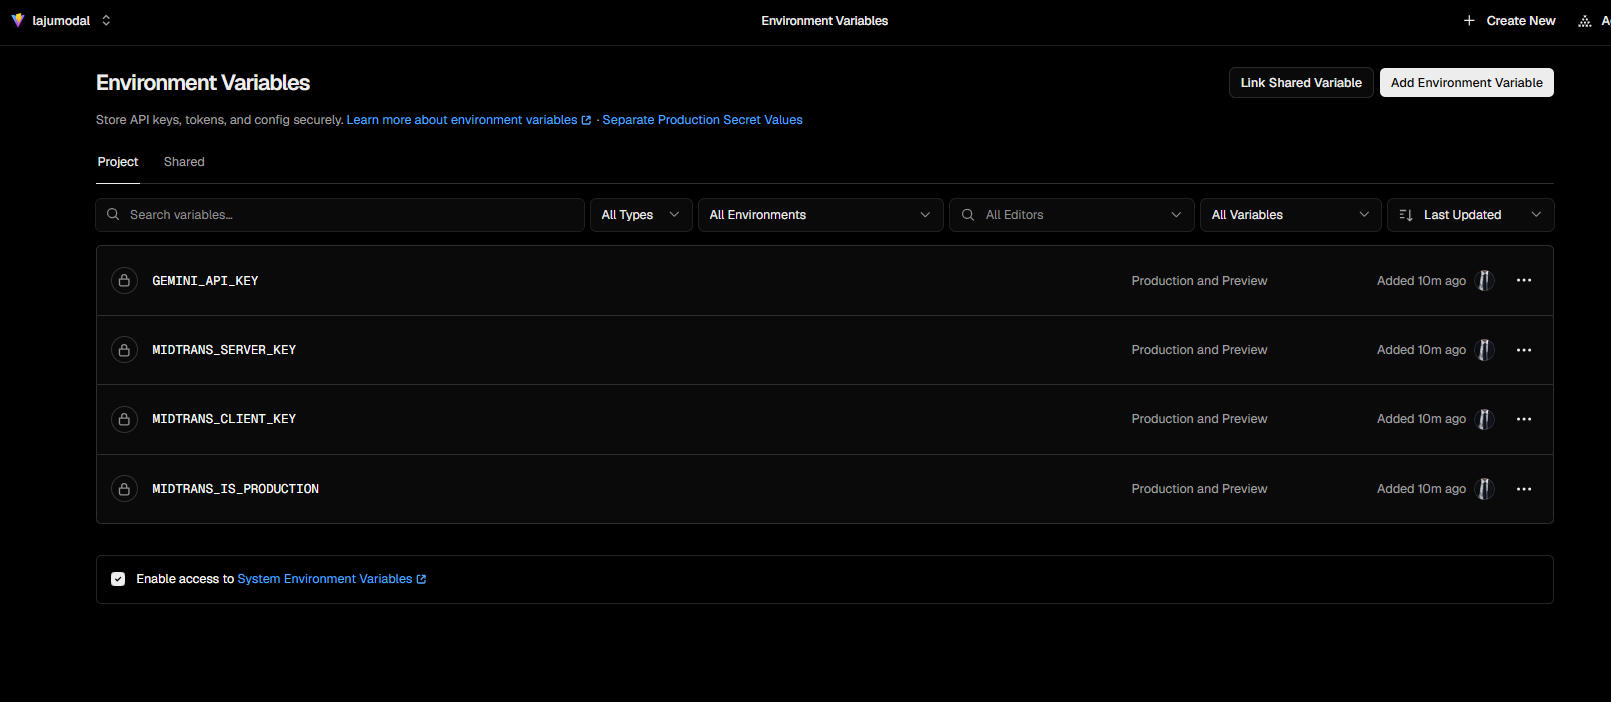 lajumodal
Environment Variables
Create New
Environment Variables
Link Shared Variable
Add Environment Variable
Store API keys, tokens, and config securely. Learn more about environment variables · Separate Production Secret Values
Project
Shared
Search variables...
All Types
All Environments
All Editors
All Variables
Last Updated
GEMINI_API_KEY
Production and Preview
Added 10m ago
MIDTRANS_SERVER_KEY
Production and Preview
Added 10m ago
MIDTRANS_CLIENT_KEY
Production and Preview
Added 10m ago
MIDTRANS_IS_PRODUCTION
Production and Preview
Added 10m ago
Enable access to System Environment Variables